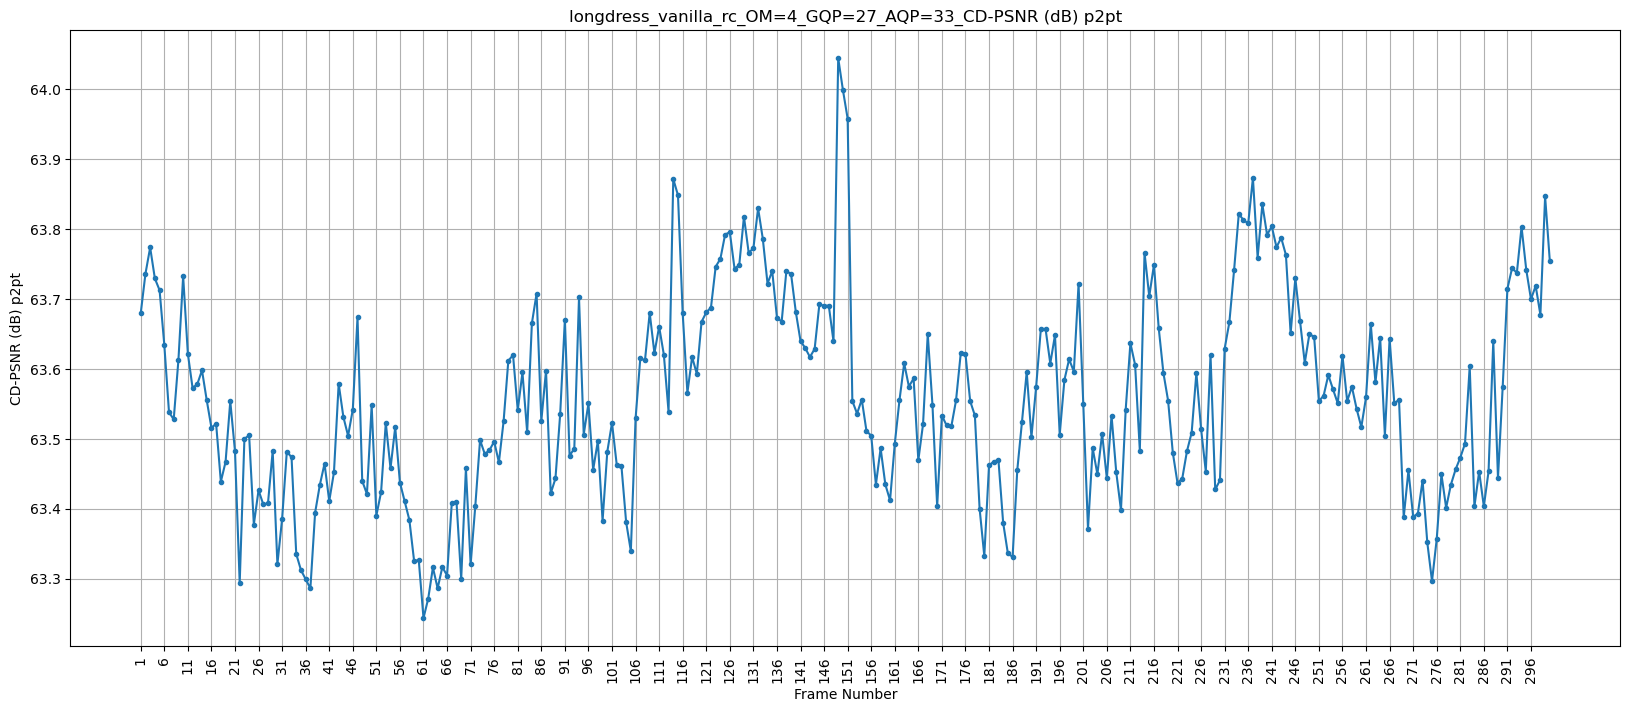 longdress_vanilla_rc_OM=4_GQP=27_AQP=33_CD-PSNR (dB) p2pt
CD-PSNR (dB) p2pt
64.0
63.9
63.8
63.7
63.6
63.5
63.4
63.3
1 6 11 16 21 26 31 36 41 46 51 56 61 66 71 76 81 86 91 96 101 106 111 116 121 126 131 136 141 146 151 156 161 166 171 176 181 186 191 196 201 206 211 216 221 226 231 236 241 246 251 256 261 266 271 276 281 286 291 296
Frame Number